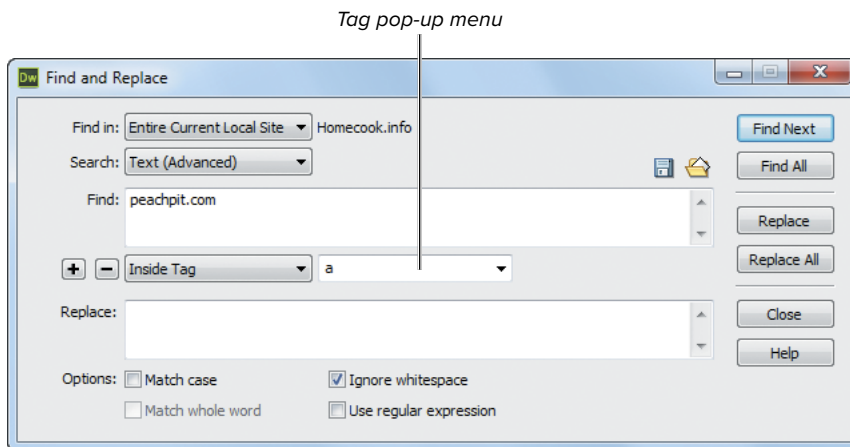 Tag pop-up menu
Dw Find and Replace
Find in: Entire Current Local Site Homecook.info Find Next
Search: Text (Advanced) Find All
Find: peachpit.com
Replace
+ - Inside Tag a Replace All
Replace: Close
Help
Options: Match case Ignore whitespace
Match whole word Use regular expression